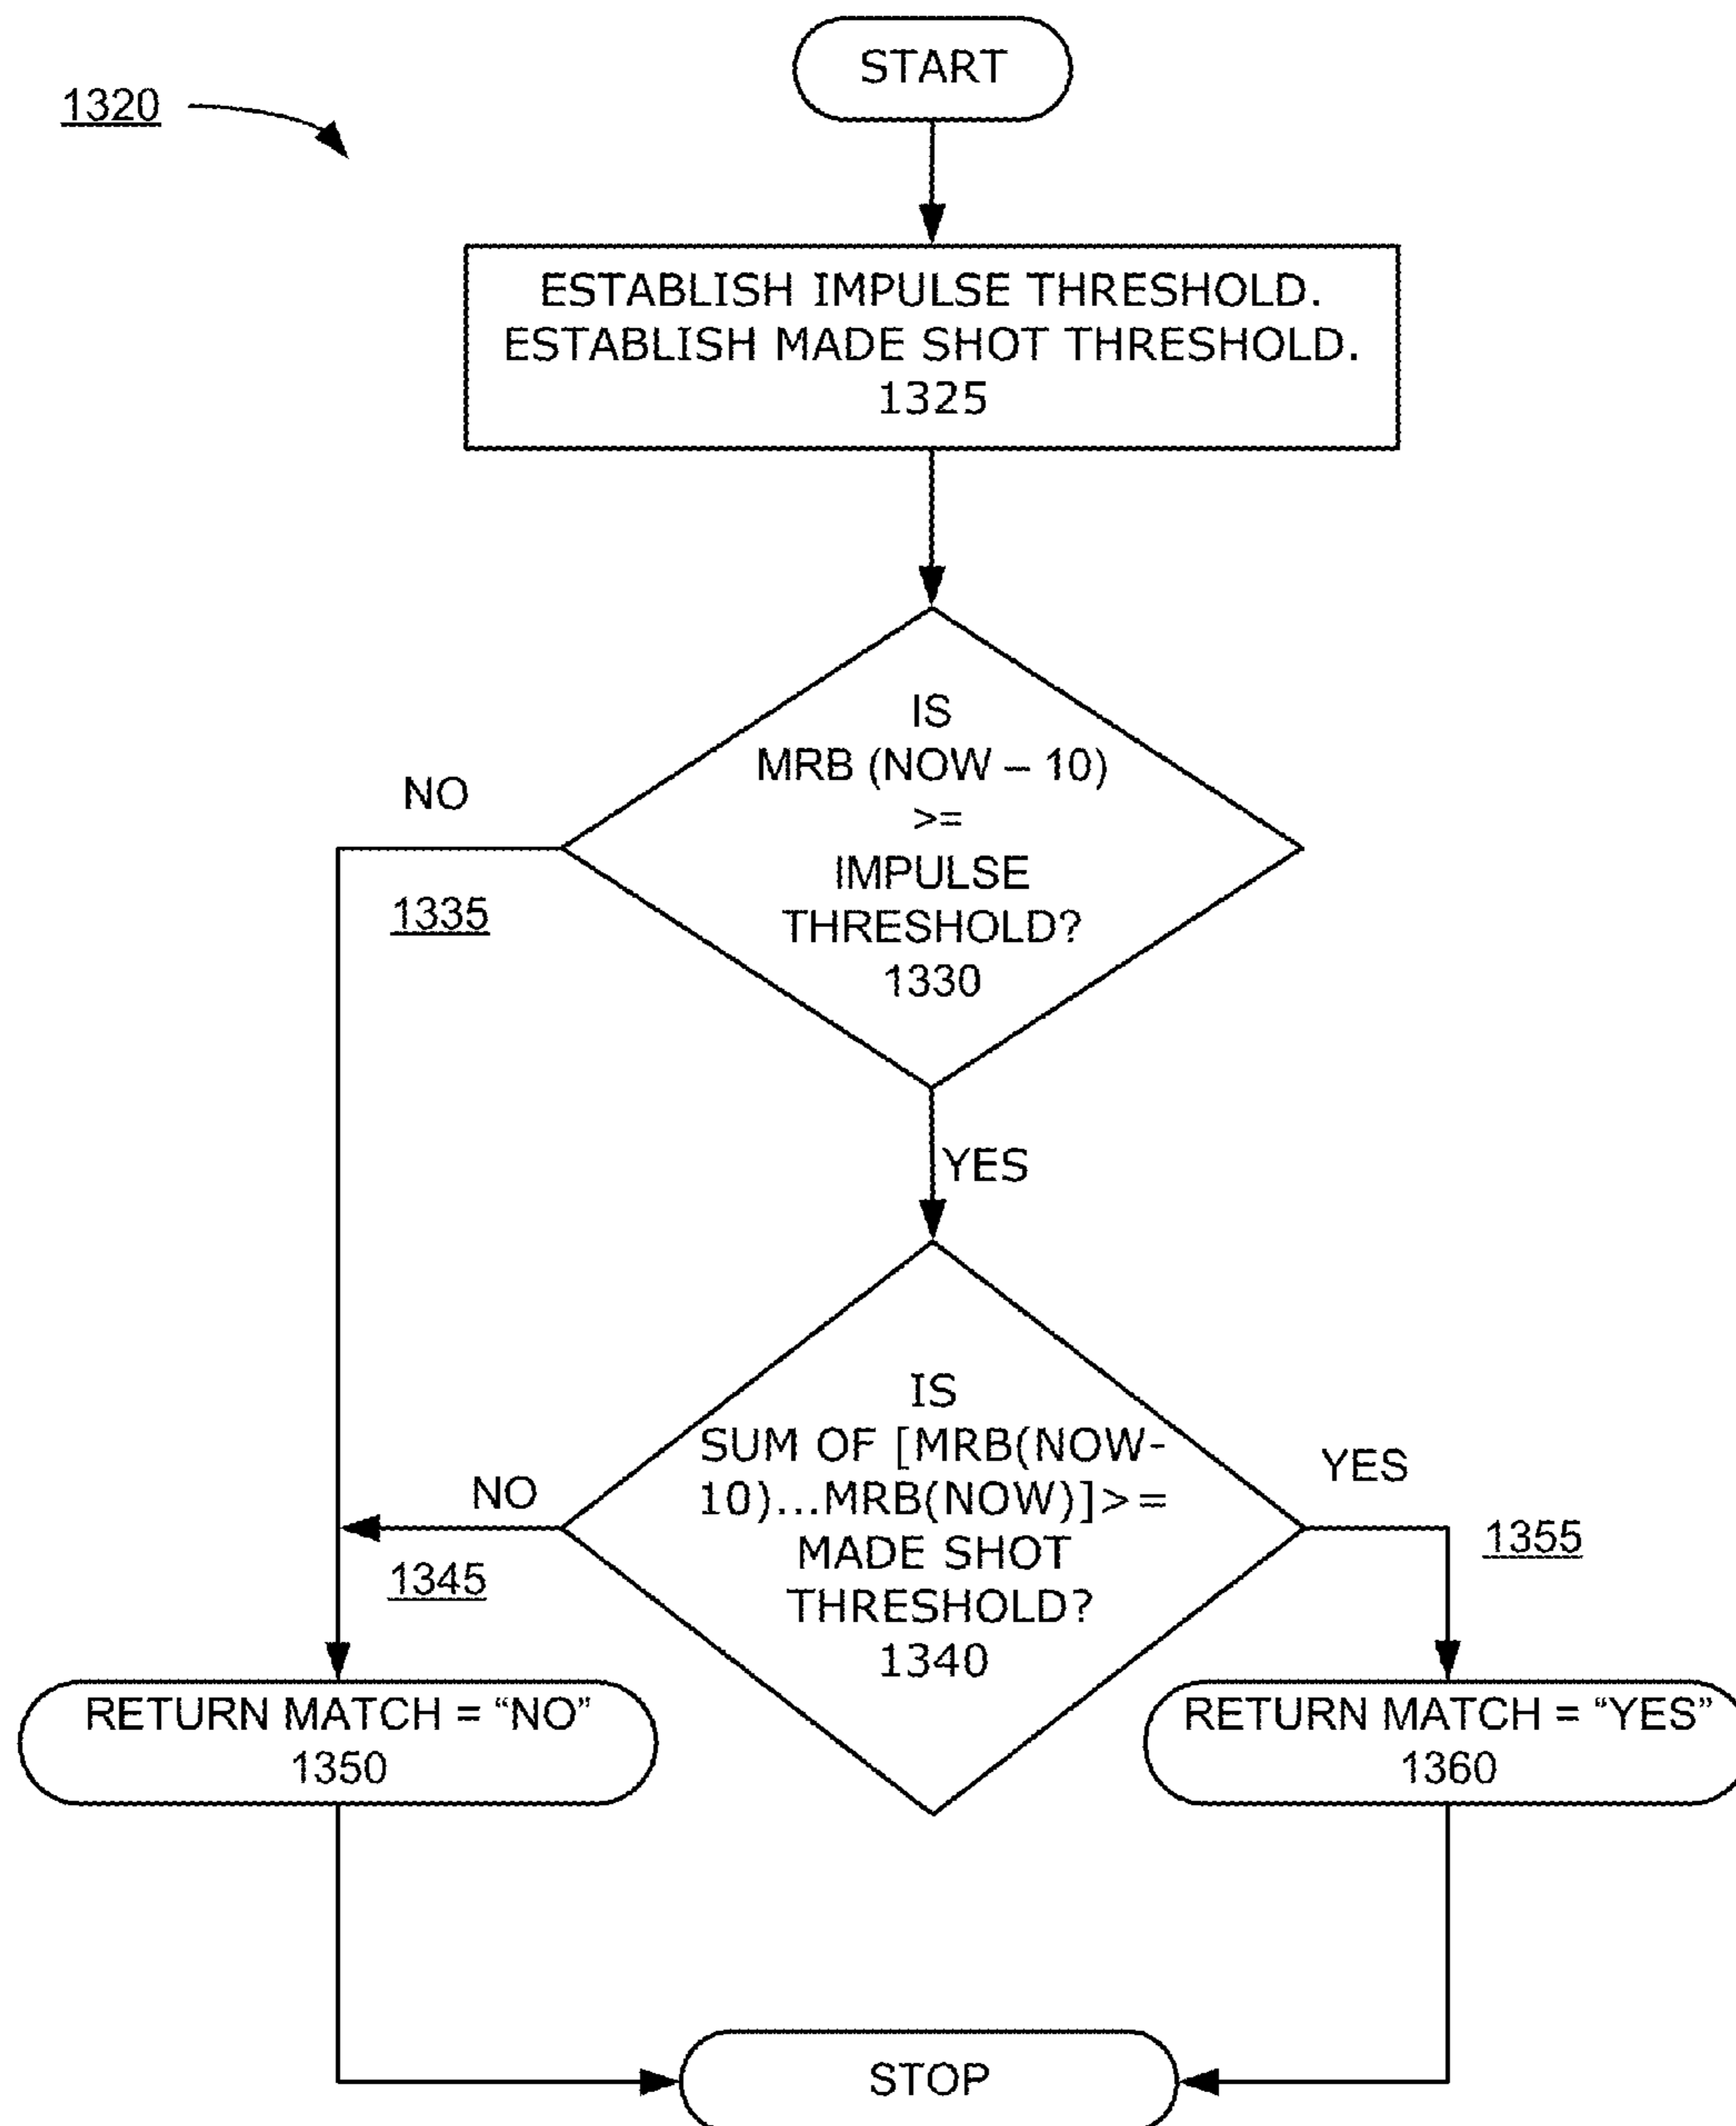 START
1320
ESTABLISH IMPULSE THRESHOLD.
ESTABLISH MADE SHOT THRESHOLD.
1325
IS
MRB (NOW – 10)
>=
IMPULSE
THRESHOLD?
1330
NO
1335
YES
IS
SUM OF [MRB(NOW-
10)...MRB(NOW)]>=
MADE SHOT
THRESHOLD?
1340
NO
1345
YES
1355
RETURN MATCH = “NO”
1350
RETURN MATCH = “YES”
1360
STOP